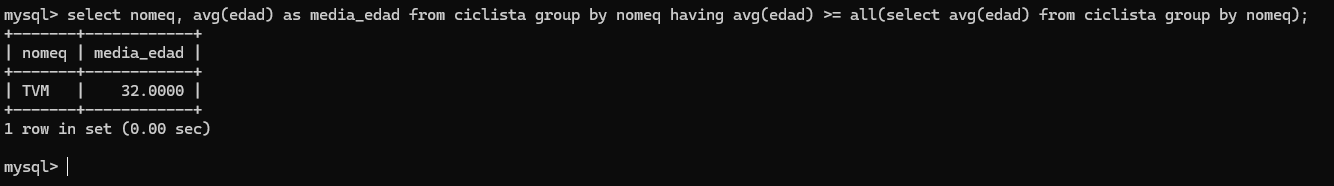 mysql> select nomeq, avg(edad) as media_edad from ciclista group by nomeq having avg(edad) >= all(select avg(edad) from ciclista group by nomeq);
+-------+------------+
| nomeq | media_edad |
+-------+------------+
| TVM   |    32.0000 |
+-------+------------+
1 row in set (0.00 sec)
mysql>